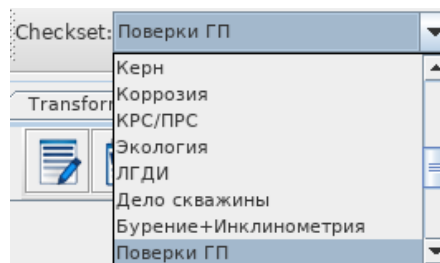 Checkset: Поверки ГП
Керн
Коррозия
Transfor
КРС/ПРС
Экология
ЛГДИ
Дело скважины
Бурение+Инклинометрия
Поверки ГП